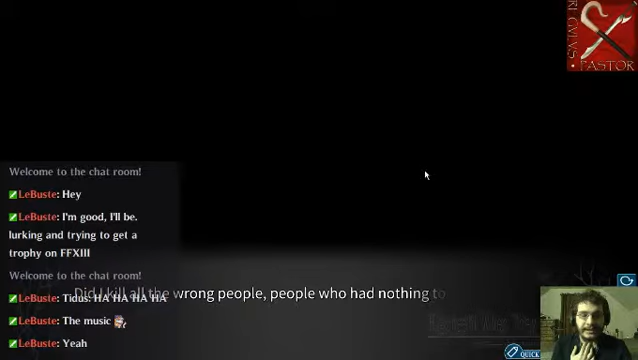 PASTOR
Welcome to the chat room!
LeBuste: Hey
LeBuste: I'm good, I'll be.
lurking and trying to get a
trophy on FFXIII
Welcome to the chat room!
LeBuste: Tidus: HA HA HA HA
Did I kill all the wrong people, people who had nothing to
LeBuste: The music
LeBuste: Yeah
QUICK